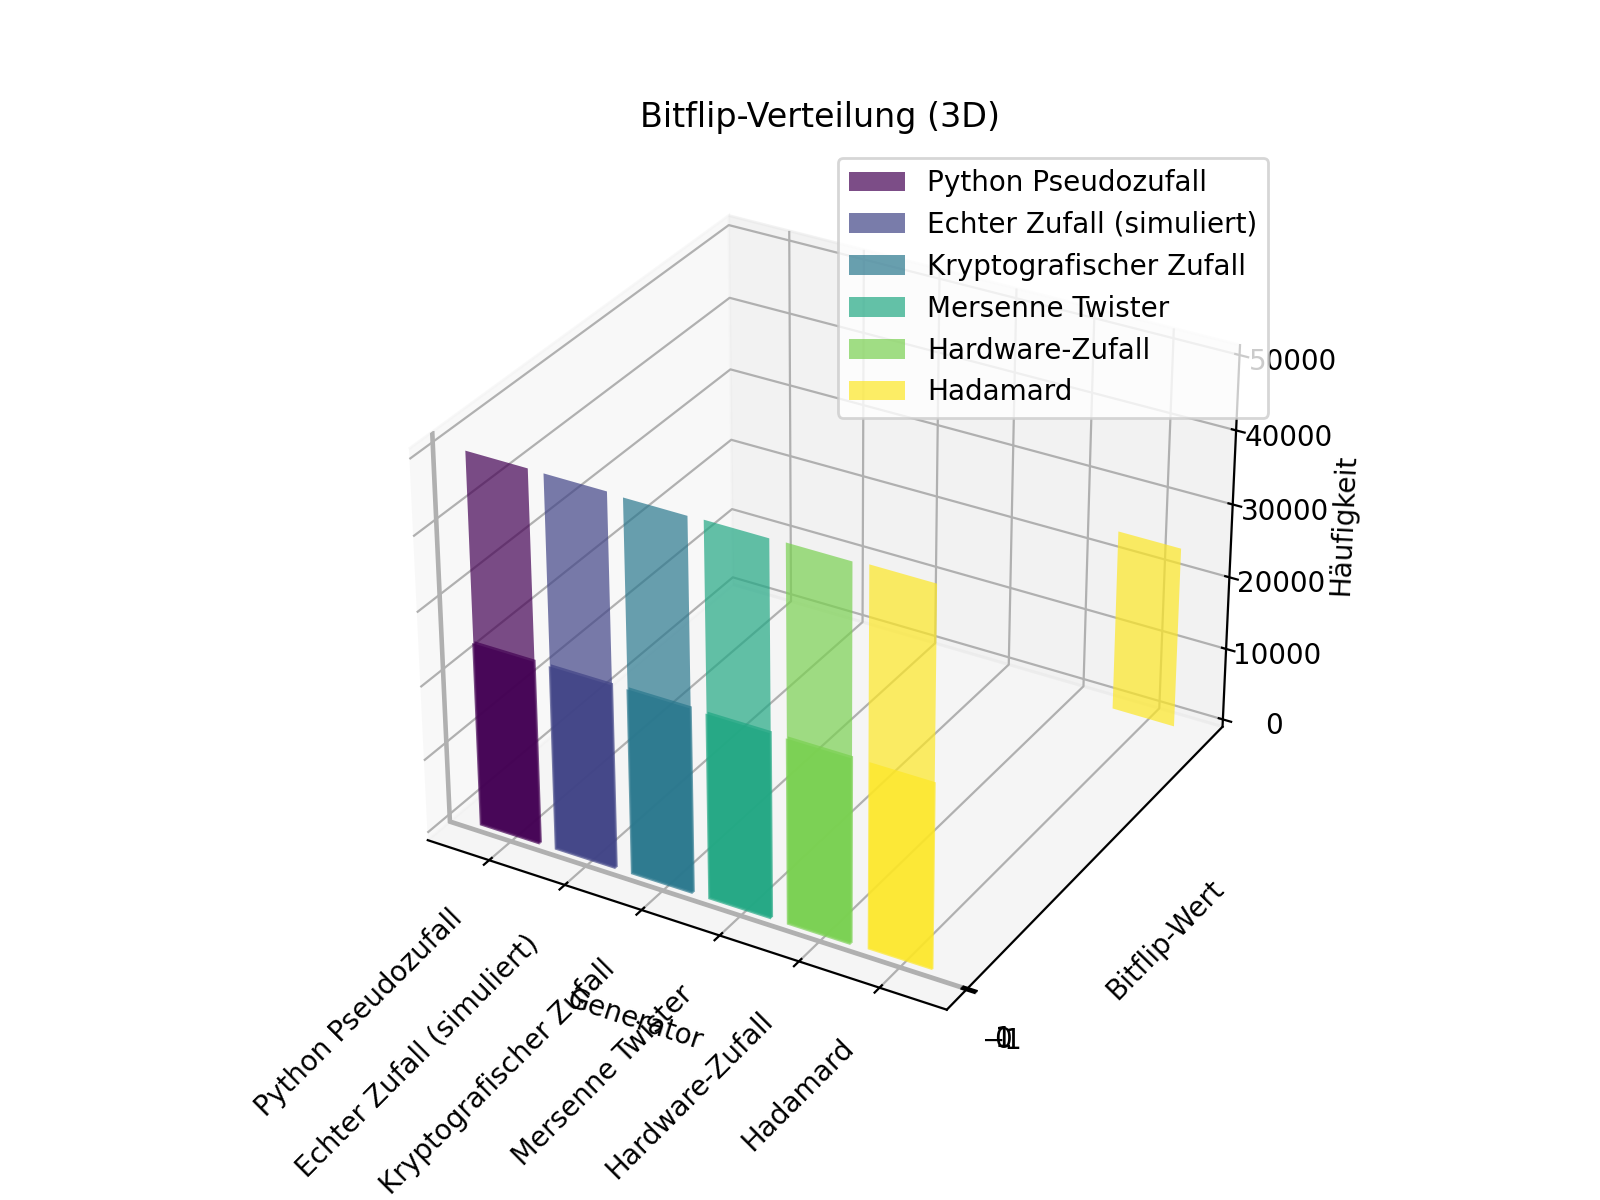 Bitflip-Verteilung (3D)
Python Pseudozufall
Echter Zufall (simuliert)
Kryptografischer Zufall
Mersenne Twister
Hardware-Zufall
Hadamard
50000
40000
30000
20000
10000
0
Häufigkeit
Bitflip-Wert
Python Pseudozufall
Echter Zufall (simuliert)
Kryptografischer Zufall
Mersenne Twister
Hardware-Zufall
Hadamard
Generator